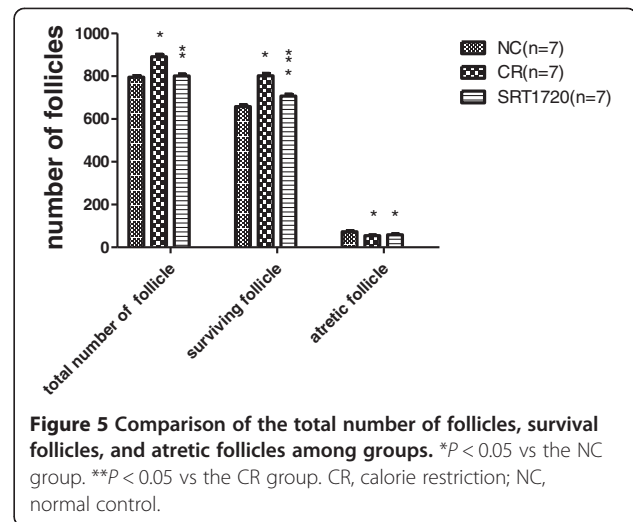 number of follicles
1000
800
600
400
200
0
* ** * *** * *
NC(n=7)
CR(n=7)
SRT1720(n=7)
total number of follicle
surviving follicle
atretic follicle
Figure 5 Comparison of the total number of follicles, survival
follicles, and atretic follicles among groups. *P < 0.05 vs the NC
group. **P < 0.05 vs the CR group. CR, calorie restriction; NC,
normal control.